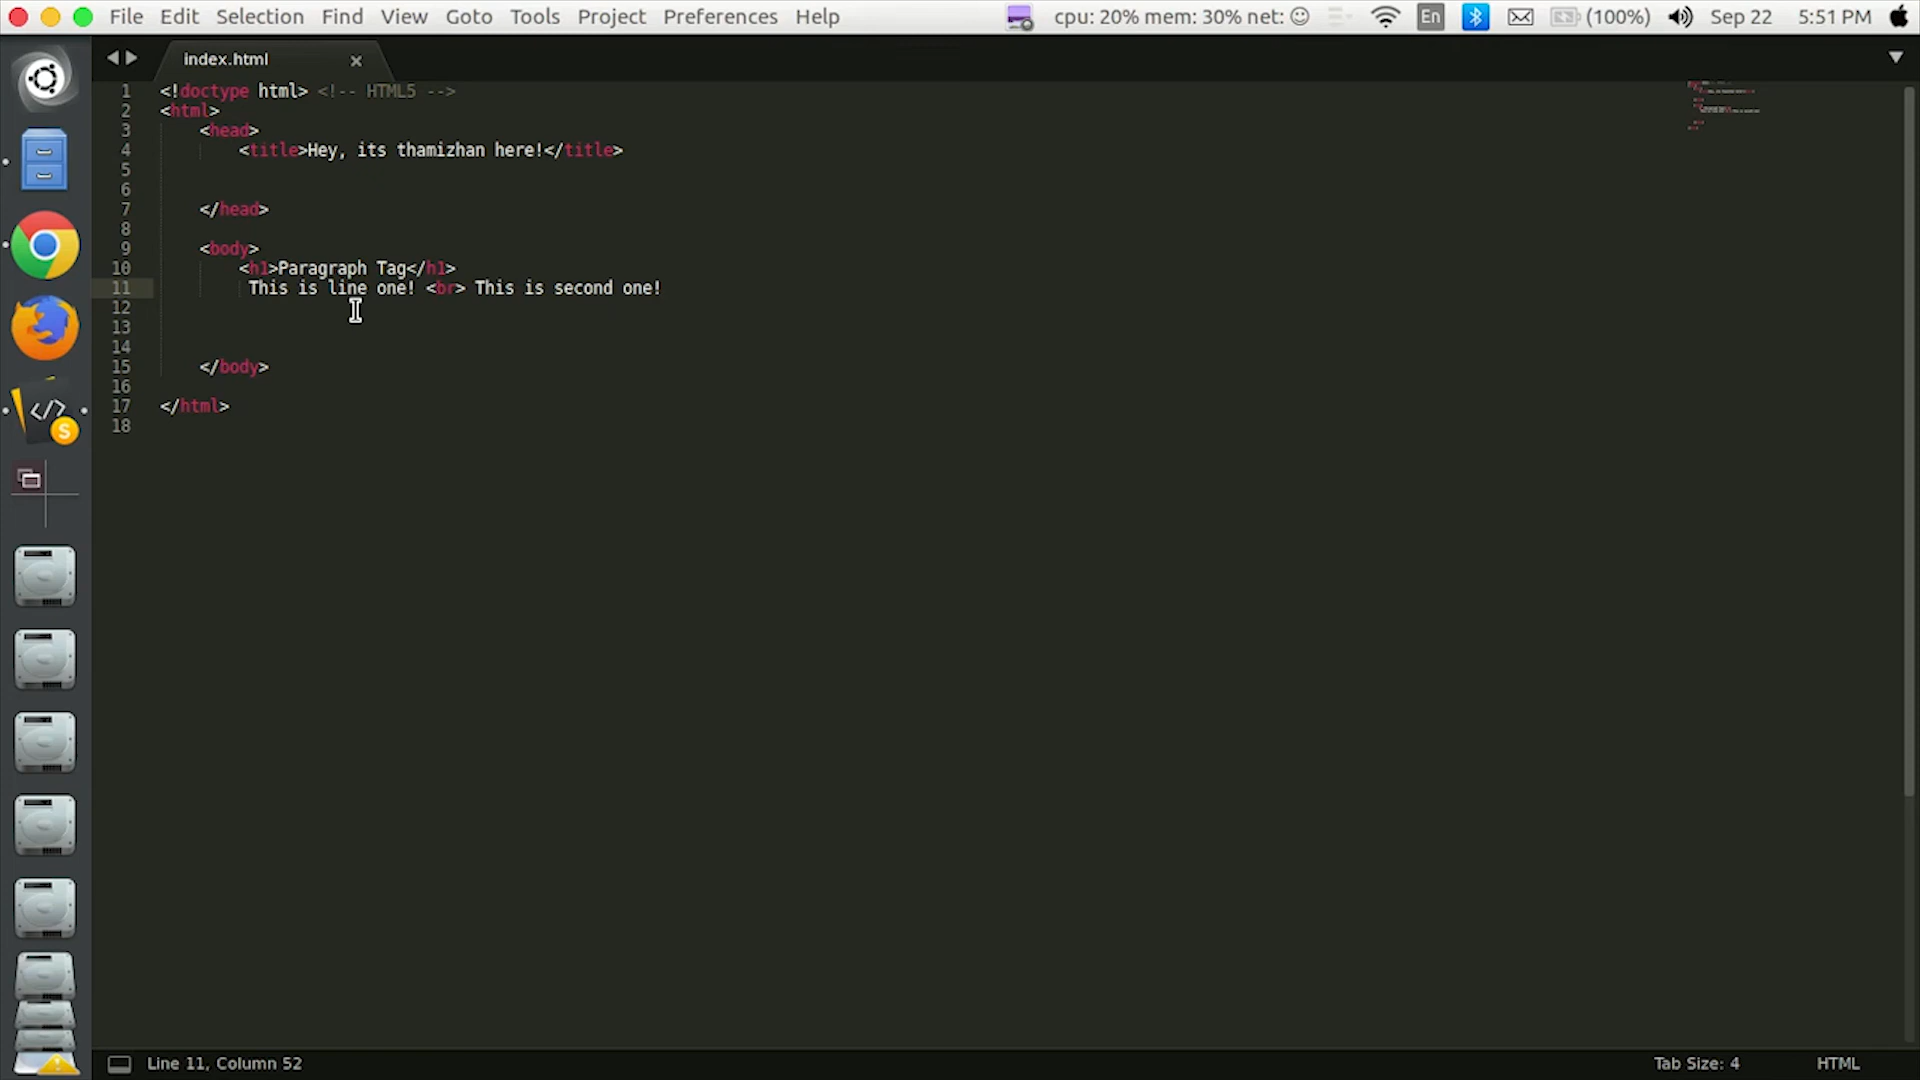 File Edit Selection Find View Goto Tools Project Preferences Help cpu: 20% mem: 30% net: En (100%) Sep 22 5:51 PM
index.html
1 <!doctype html> <!-- HTML5 -->
2 <html>
3 <head>
4 <title>Hey, its thamizhan here!</title>
5
6
7 </head>
8
9 <body>
10 <h1>Paragraph Tag</h1>
11 This is line one! <br> This is second one!
12
13
14
15 </body>
16
17 </html>
18
Line 11, Column 52 Tab Size: 4 HTML